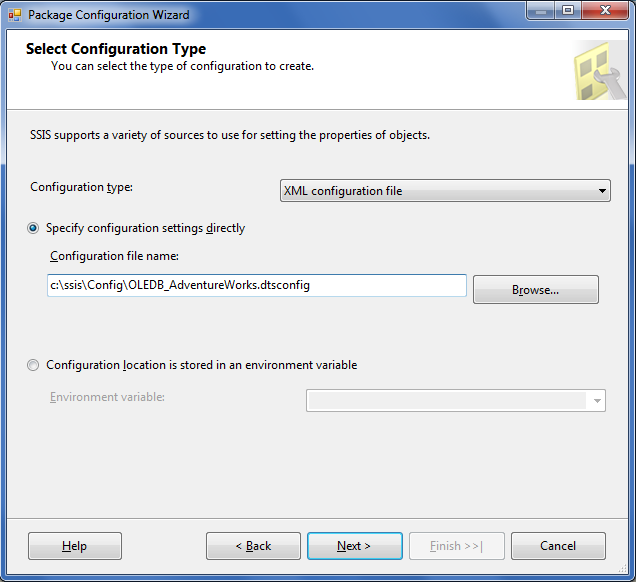 Package Configuration Wizard
Select Configuration Type
You can select the type of configuration to create.
SSIS supports a variety of sources to use for setting the properties of objects.
Configuration type:
XML configuration file
Specify configuration settings directly
Configuration file name:
c:\ssis\Config\OLEDB_AdventureWorks.dtsconfig
Browse...
Configuration location is stored in an environment variable
Environment variable:
Help
< Back
Next >
Finish >>|
Cancel